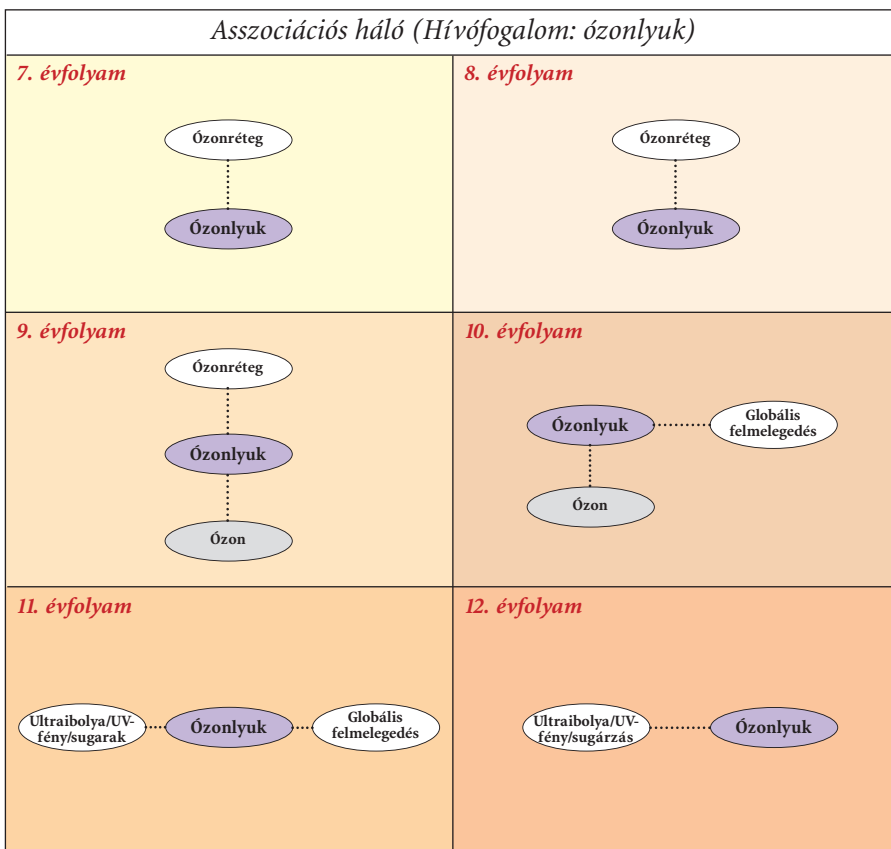 Asszociációs háló (Hívófogalom: ózonlyuk)
7. évfolyam
Ózonréteg
Ózonlyuk
8. évfolyam
Ózonréteg
Ózonlyuk
9. évfolyam
Ózonréteg
Ózonlyuk
Ózon
10. évfolyam
Ózonlyuk
Globális
felmelegedés
Ózon
11. évfolyam
Ultraibolya/UV-
fény/sugarak
Ózonlyuk
Globális
felmelegedés
12. évfolyam
Ultraibolya/UV-
fény/sugárzás
Ózonlyuk